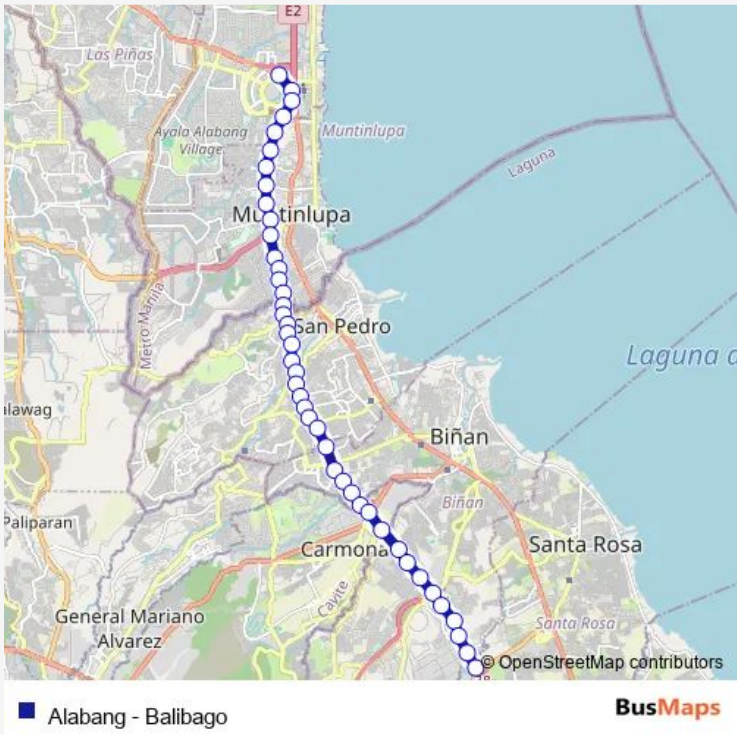 E2
Las Piñas
Ayala Alabang
Village
Muntinlupa
Laguna
Muntinlupa
Metro Manila
San Pedro
Laguna d
alawag
Biñan
Biñan
Paliparan
Carmona
Santa Rosa
Cavite
General Mariano
Alvarez
Santa Rosa
© OpenStreetMap contributors
Alabang - Balibago
BusMaps